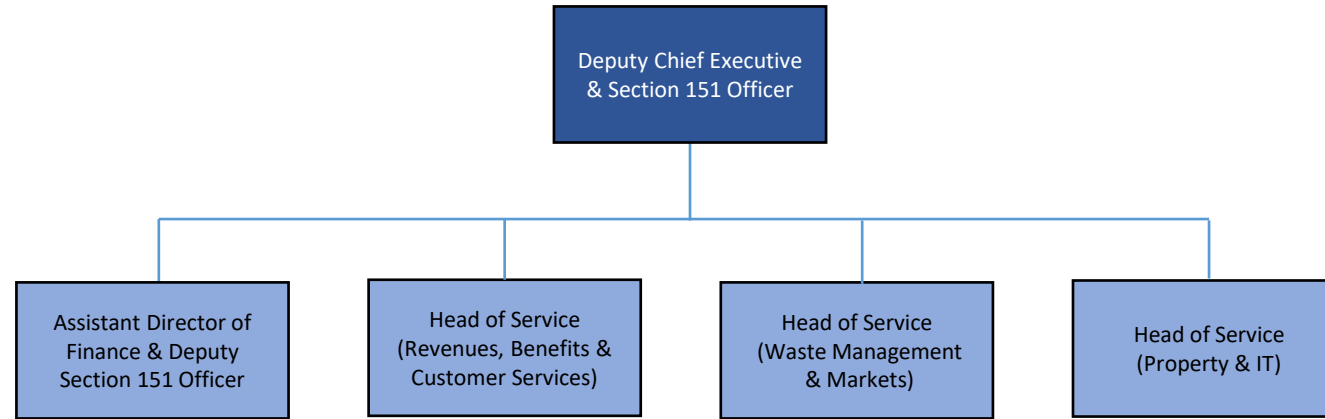 Deputy Chief Executive
& Section 151 Officer
Assistant Director of
Finance & Deputy
Section 151 Officer
Head of Service
(Revenues, Benefits &
Customer Services)
Head of Service
(Waste Management
& Markets)
Head of Service
(Property & IT)